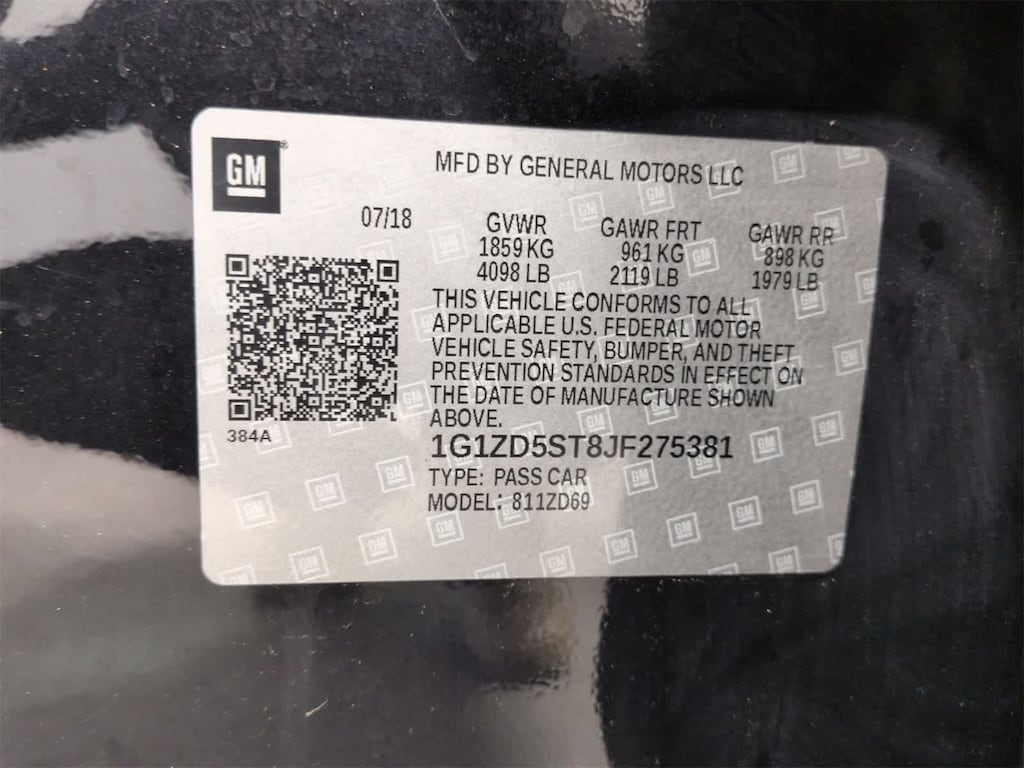 GM
MFD BY GENERAL MOTORS LLC
07/18
GVWR GAWR FRT GAWR RR
1859 KG 961 KG 898 KG
4098 LB 2119 LB 1979 LB
THIS VEHICLE CONFORMS TO ALL
APPLICABLE U.S. FEDERAL MOTOR
VEHICLE SAFETY, BUMPER, AND THEFT
PREVENTION STANDARDS IN EFFECT ON
THE DATE OF MANUFACTURE SHOWN
ABOVE.
384A
1G1ZD5ST8JF275381
TYPE: PASS CAR
MODEL: 811ZD69